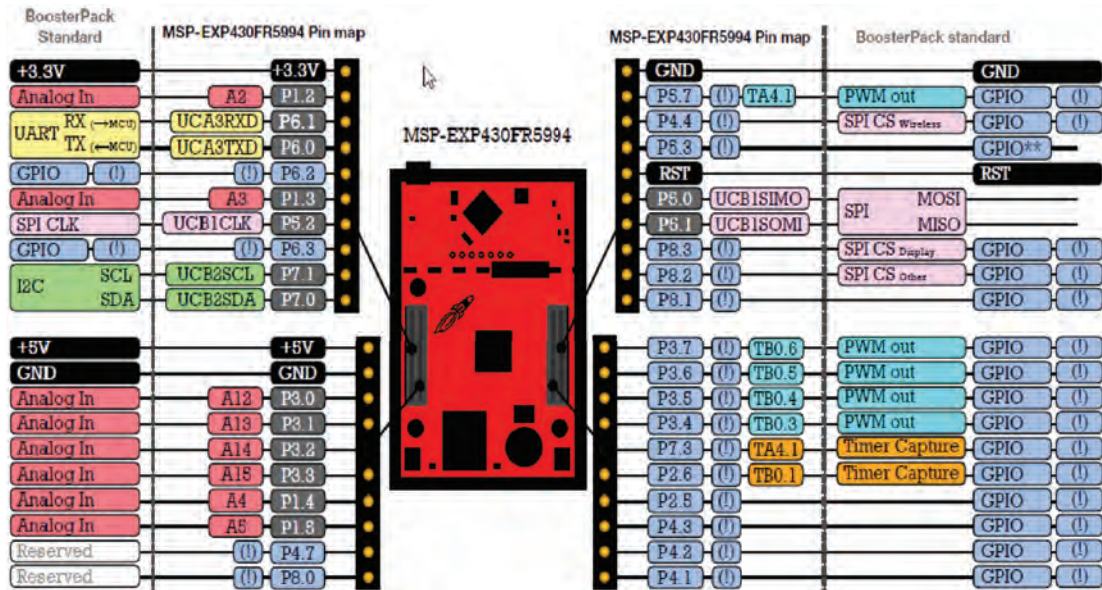 BoosterPack
Standard
MSP-EXP430FR5994 Pin map
+3.3V +3.3V
Analog In A2 P1.2
UART RX (→MCU) UCA3RXD P6.1
TX (←MCU) UCA3TXD P6.0
GPIO (!) (!) P6.2
Analog In A3 P1.3
SPI CLK UCB1CLK P5.2
GPIO (!) (!) P6.3
I2C SCL UCB2SCL P7.1
SDA UCB2SDA P7.0
+5V +5V
GND GND
Analog In A12 P3.0
Analog In A13 P3.1
Analog In A14 P3.2
Analog In A15 P3.3
Analog In A4 P1.4
Analog In A5 P1.5
Reserved (!) P4.7
Reserved (!) P8.0
MSP-EXP430FR5994
MSP-EXP430FR5994 Pin map
BoosterPack standard
GND GND
P5.7 (!) TA4.1 PWM out GPIO (!)
P4.4 (!) SPI CS Wireless GPIO (!)
P5.3 (!) GPIO**
RST RST
P5.0 UCB1SIMO SPI MOSI
P5.1 UCB1SOMI MISO
P8.3 (!) SPI CS Display GPIO (!)
P8.2 (!) SPI CS Other GPIO (!)
P8.1 (!) GPIO (!)
P3.7 (!) TB0.6 PWM out GPIO (!)
P3.6 (!) TB0.5 PWM out GPIO (!)
P3.5 (!) TB0.4 PWM out GPIO (!)
P3.4 (!) TB0.3 PWM out GPIO (!)
P7.3 (!) TA4.1 Timer Capture GPIO (!)
P2.6 (!) TB0.1 Timer Capture GPIO (!)
P2.5 (!) GPIO (!)
P4.3 (!) GPIO (!)
P4.2 (!) GPIO (!)
P4.1 (!) GPIO (!)